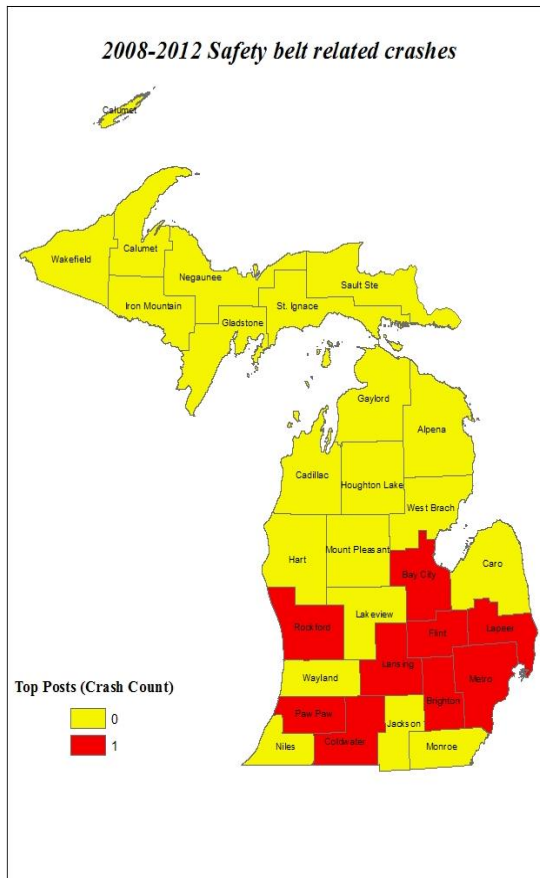 2008-2012 Safety belt related crashes
Calumet
Wakefield
Calumet
Negaunee
Sault Ste
Iron Mountain
St. Ignace
Gladstone
Gaylord
Alpena
Cadillac
Houghton Lake
West Brach
Mount Pleasant
Hart
Caro
Bay City
Lakeview
Rockford
Flint
Lapeer
Lansing
Wayland
Metro
Brighton
Paw Paw
Jackson
Coldwater
Niles
Monroe
Top Posts (Crash Count)
0
1